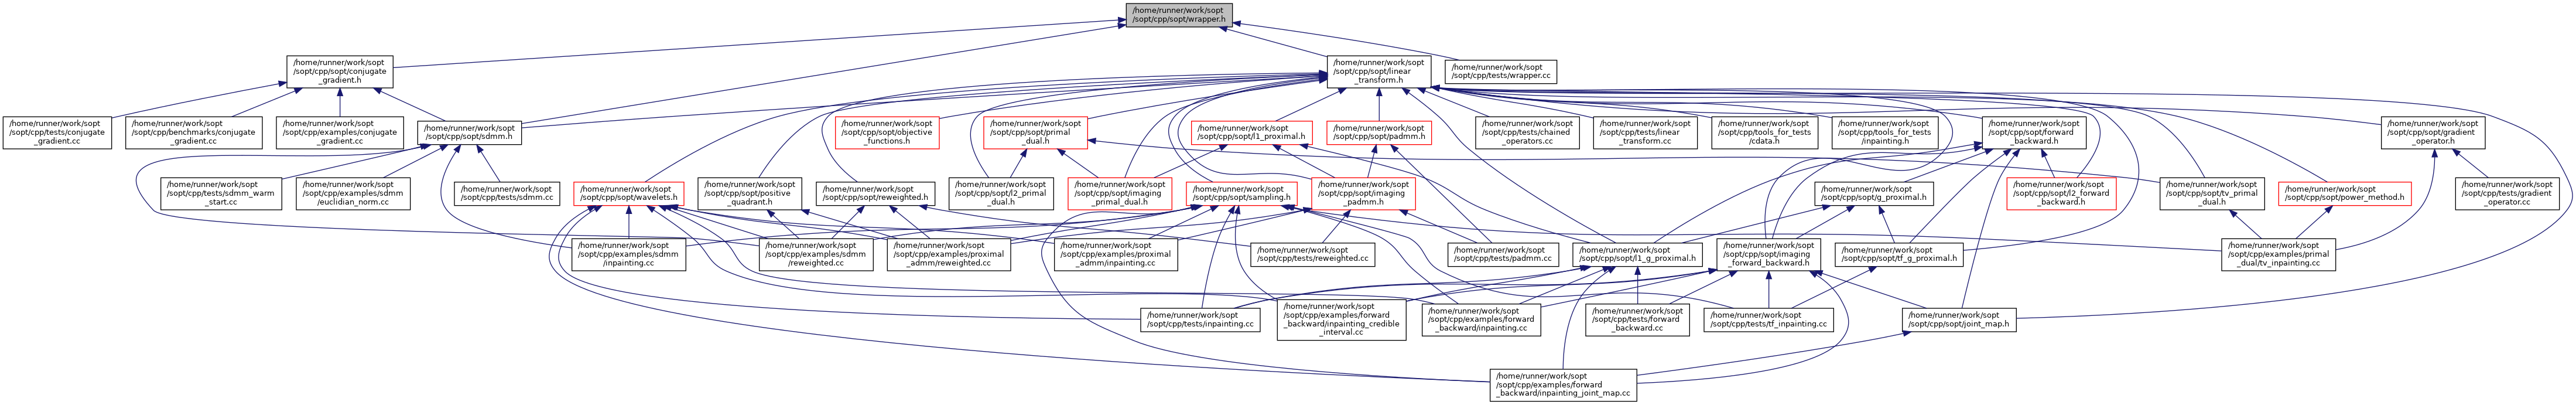 /home/runner/work/sopt
/sopt/cpp/sopt/wrapper.h
/home/runner/work/sopt
/sopt/cpp/sopt/conjugate
_gradient.h
/home/runner/work/sopt
/sopt/cpp/sopt/linear
_transform.h
/home/runner/work/sopt
/sopt/cpp/tests/wrapper.cc
/home/runner/work/sopt
/sopt/cpp/tests/conjugate
_gradient.cc
/home/runner/work/sopt
/sopt/cpp/benchmarks/conjugate
_gradient.cc
/home/runner/work/sopt
/sopt/cpp/examples/conjugate
_gradient.cc
/home/runner/work/sopt
/sopt/cpp/sopt/sdmm.h
/home/runner/work/sopt
/sopt/cpp/sopt/objective
_functions.h
/home/runner/work/sopt
/sopt/cpp/sopt/primal
_dual.h
/home/runner/work/sopt
/sopt/cpp/sopt/l1_proximal.h
/home/runner/work/sopt
/sopt/cpp/sopt/padmm.h
/home/runner/work/sopt
/sopt/cpp/tests/chained
_operators.cc
/home/runner/work/sopt
/sopt/cpp/tests/linear
_transform.cc
/home/runner/work/sopt
/sopt/cpp/tools_for_tests
/cdata.h
/home/runner/work/sopt
/sopt/cpp/tools_for_tests
/inpainting.h
/home/runner/work/sopt
/sopt/cpp/sopt/forward
_backward.h
/home/runner/work/sopt
/sopt/cpp/sopt/gradient
_operator.h
/home/runner/work/sopt
/sopt/cpp/tests/sdmm_warm
_start.cc
/home/runner/work/sopt
/sopt/cpp/examples/sdmm
/euclidian_norm.cc
/home/runner/work/sopt
/sopt/cpp/tests/sdmm.cc
/home/runner/work/sopt
/sopt/cpp/sopt/wavelets.h
/home/runner/work/sopt
/sopt/cpp/sopt/positive
_quadrant.h
/home/runner/work/sopt
/sopt/cpp/sopt/reweighted.h
/home/runner/work/sopt
/sopt/cpp/sopt/l2_primal
_dual.h
/home/runner/work/sopt
/sopt/cpp/sopt/imaging
_primal_dual.h
/home/runner/work/sopt
/sopt/cpp/sopt/sampling.h
/home/runner/work/sopt
/sopt/cpp/sopt/imaging
_padmm.h
/home/runner/work/sopt
/sopt/cpp/sopt/g_proximal.h
/home/runner/work/sopt
/sopt/cpp/sopt/l2_forward
_backward.h
/home/runner/work/sopt
/sopt/cpp/sopt/tv_primal
_dual.h
/home/runner/work/sopt
/sopt/cpp/sopt/power_method.h
/home/runner/work/sopt
/sopt/cpp/tests/gradient
_operator.cc
/home/runner/work/sopt
/sopt/cpp/examples/sdmm
/inpainting.cc
/home/runner/work/sopt
/sopt/cpp/examples/sdmm
/reweighted.cc
/home/runner/work/sopt
/sopt/cpp/examples/proximal
_admm/reweighted.cc
/home/runner/work/sopt
/sopt/cpp/examples/proximal
_admm/inpainting.cc
/home/runner/work/sopt
/sopt/cpp/tests/reweighted.cc
/home/runner/work/sopt
/sopt/cpp/tests/padmm.cc
/home/runner/work/sopt
/sopt/cpp/sopt/l1_g_proximal.h
/home/runner/work/sopt
/sopt/cpp/sopt/imaging
_forward_backward.h
/home/runner/work/sopt
/sopt/cpp/sopt/tf_g_proximal.h
/home/runner/work/sopt
/sopt/cpp/examples/primal
_dual/tv_inpainting.cc
/home/runner/work/sopt
/sopt/cpp/tests/inpainting.cc
/home/runner/work/sopt
/sopt/cpp/examples/forward
_backward/inpainting_credible
_interval.cc
/home/runner/work/sopt
/sopt/cpp/examples/forward
_backward/inpainting.cc
/home/runner/work/sopt
/sopt/cpp/tests/forward
_backward.cc
/home/runner/work/sopt
/sopt/cpp/tests/tf_inpainting.cc
/home/runner/work/sopt
/sopt/cpp/sopt/joint_map.h
/home/runner/work/sopt
/sopt/cpp/examples/forward
_backward/inpainting_joint_map.cc